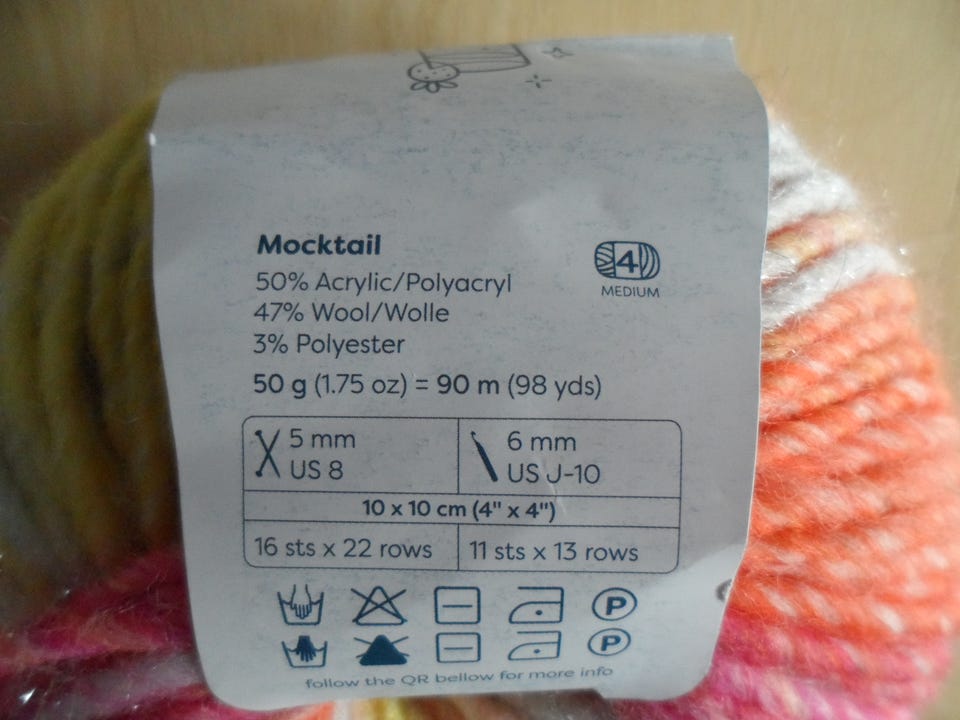 Mocktail
50% Acrylic/Polyacryl
47% Wool/Wolle
3% Polyester
50 g (1.75 oz) = 90 m (98 yds)
4
MEDIUM
5 mm
US 8
6 mm
US J-10
10 x 10 cm (4" x 4")
16 sts x 22 rows
11 sts x 13 rows
P
P
follow the QR bellow for more info